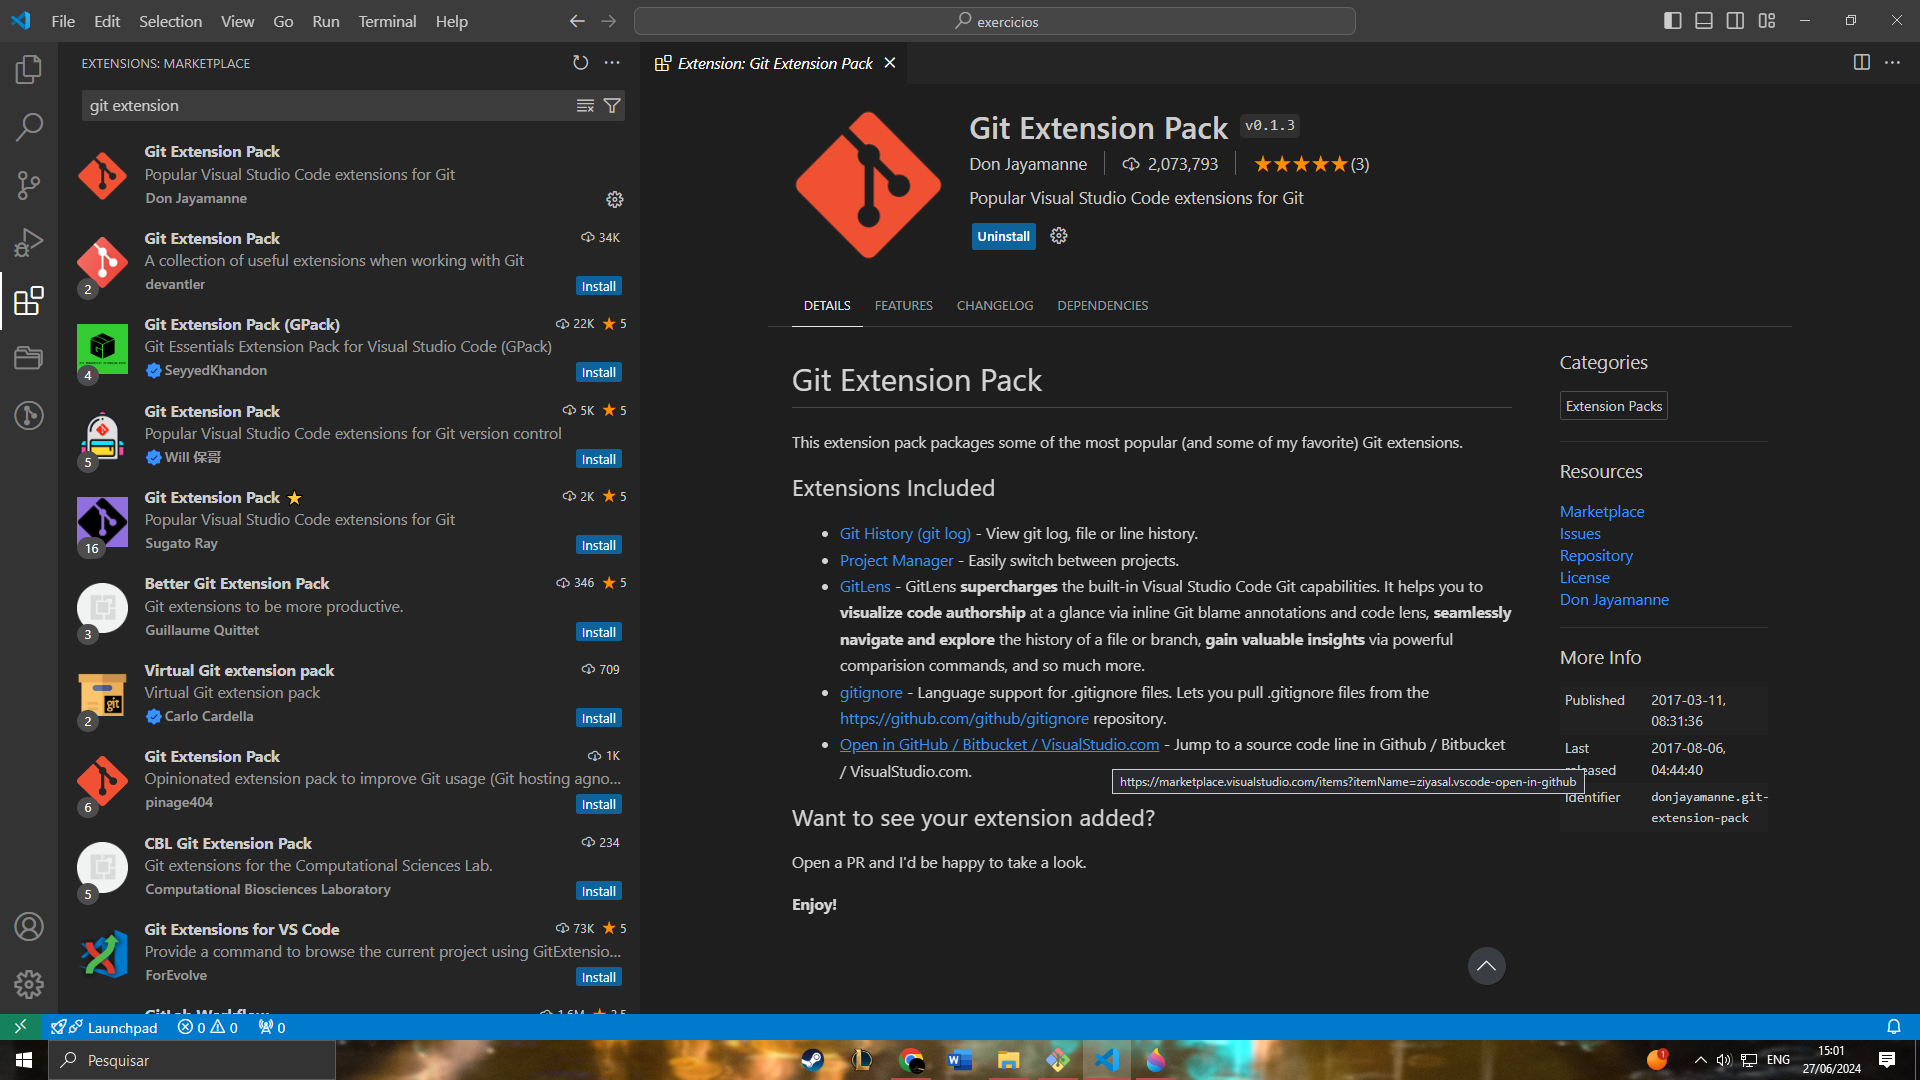 File Edit Selection View Go Run Terminal Help
exercicios
EXTENSIONS: MARKETPLACE
git extension
Git Extension Pack
Popular Visual Studio Code extensions for Git
Don Jayamanne
Git Extension Pack 34K
A collection of useful extensions when working with Git
devantler Install
2
Git Extension Pack (GPack) 22K ★ 5
Git Essentials Extension Pack for Visual Studio Code (GPack)
SeyyedKhandon Install
4
Git Extension Pack 5K ★ 5
Popular Visual Studio Code extensions for Git version control
Will 保哥 Install
5
Git Extension Pack ★ 2K ★ 5
Popular Visual Studio Code extensions for Git
Sugato Ray Install
16
Better Git Extension Pack 346 ★ 5
Git extensions to be more productive.
Guillaume Quittet Install
3
Virtual Git extension pack 709
Virtual Git extension pack
git
Carlo Cardella Install
2
Git Extension Pack 1K
Opinionated extension pack to improve Git usage (Git hosting agno...
pinage404 Install
6
CBL Git Extension Pack 234
Git extensions for the Computational Sciences Lab.
Computational Biosciences Laboratory Install
5
Git Extensions for VS Code 73K ★ 5
Provide a command to browse the current project using GitExtensio...
ForEvolve Install
Extension: Git Extension Pack
Git Extension Pack v0.1.3
Don Jayamanne 2,073,793 ★★★★★(3)
Popular Visual Studio Code extensions for Git
Uninstall
DETAILS FEATURES CHANGELOG DEPENDENCIES
Git Extension Pack
This extension pack packages some of the most popular (and some of my favorite) Git extensions.
Extensions Included
• Git History (git log) - View git log, file or line history.
• Project Manager - Easily switch between projects.
• GitLens - GitLens supercharges the built-in Visual Studio Code Git capabilities. It helps you to
visualize code authorship at a glance via inline Git blame annotations and code lens, seamlessly
navigate and explore the history of a file or branch, gain valuable insights via powerful
comparision commands, and so much more.
• gitignore - Language support for .gitignore files. Lets you pull .gitignore files from the
https://github.com/github/gitignore repository.
• Open in GitHub / Bitbucket / VisualStudio.com - Jump to a source code line in Github / Bitbucket
/ VisualStudio.com.
https://marketplace.visualstudio.com/items?itemName=ziyasal.vscode-open-in-github
Want to see your extension added?
Open a PR and I'd be happy to take a look.
Enjoy!
Categories
Extension Packs
Resources
Marketplace
Issues
Repository
License
Don Jayamanne
More Info
Published 2017-03-11,
08:31:36
Last 2017-08-06,
04:44:40
Identifier donjayamanne.git-
extension-pack
Launchpad 0 0 0
Pesquisar
1
ENG
15:01
27/06/2024